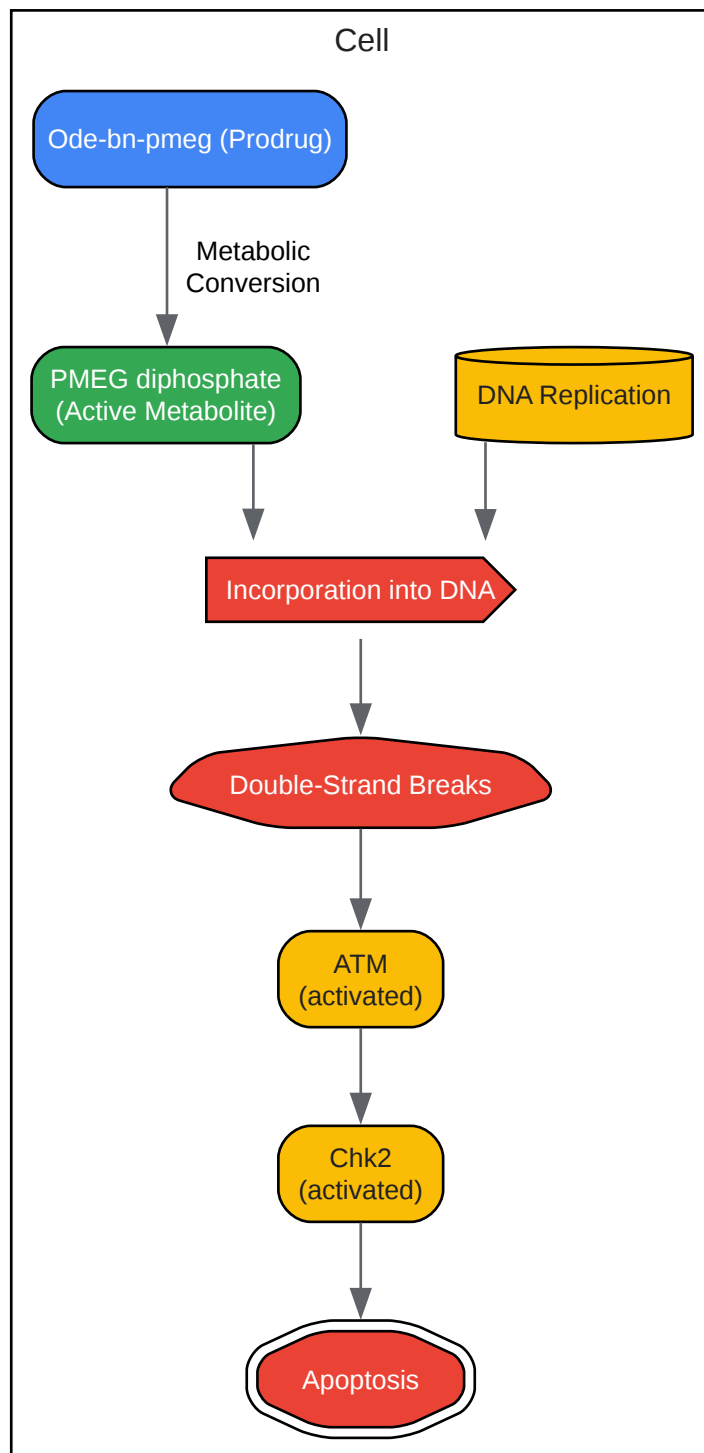 Cell
Ode-bn-pmeg (Prodrug)
Metabolic
Conversion
PMEG diphosphate
(Active Metabolite)
DNA Replication
Incorporation into DNA
Double-Strand Breaks
ATM
(activated)
Chk2
(activated)
Apoptosis